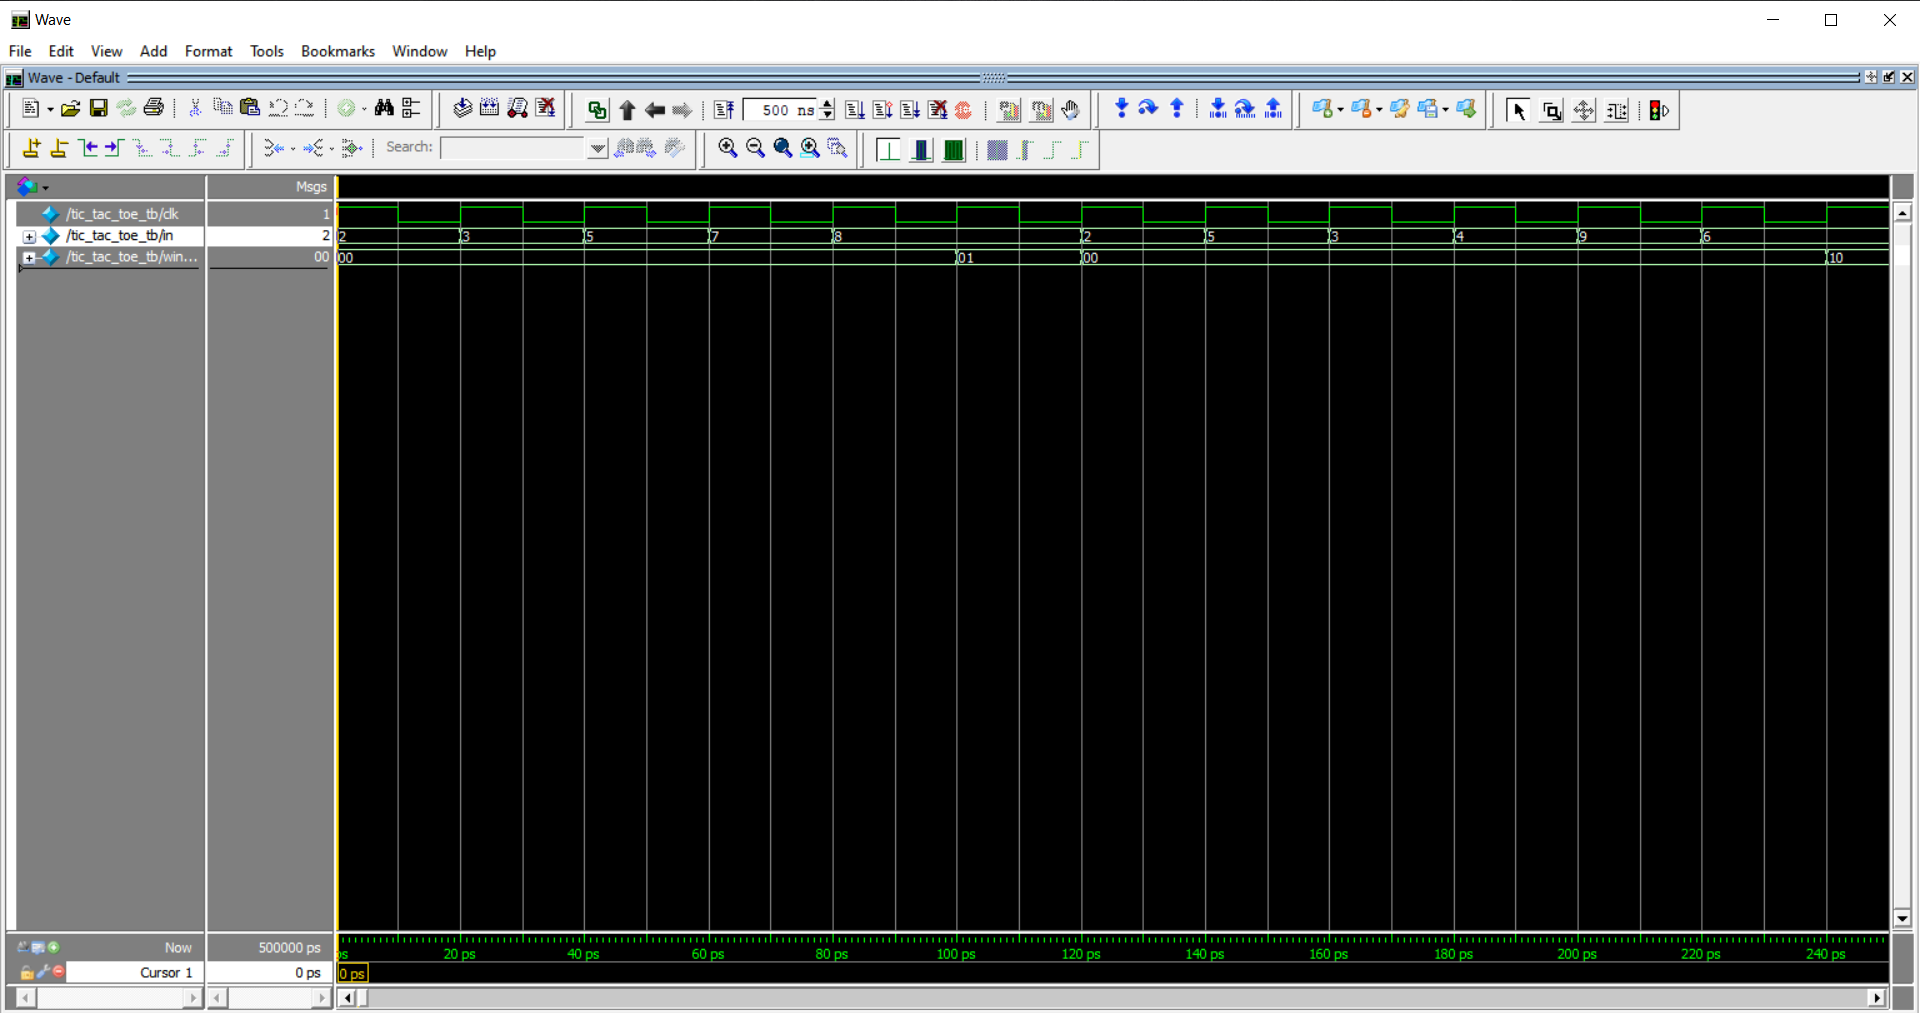 Wave
File Edit View Add Format Tools Bookmarks Window Help
Wave - Default
500 ns
Search:
Msgs
/tic_tac_toe_tb/clk 1
/tic_tac_toe_tb/in 2 2 3 5 7 8 2 5 3 4 9 6
/tic_tac_toe_tb/win... 00 00 01 00 10
Now 500000 ps 20 ps 40 ps 60 ps 80 ps 100 ps 120 ps 140 ps 160 ps 180 ps 200 ps 220 ps 240 ps
Cursor 1 0 ps 0 ps